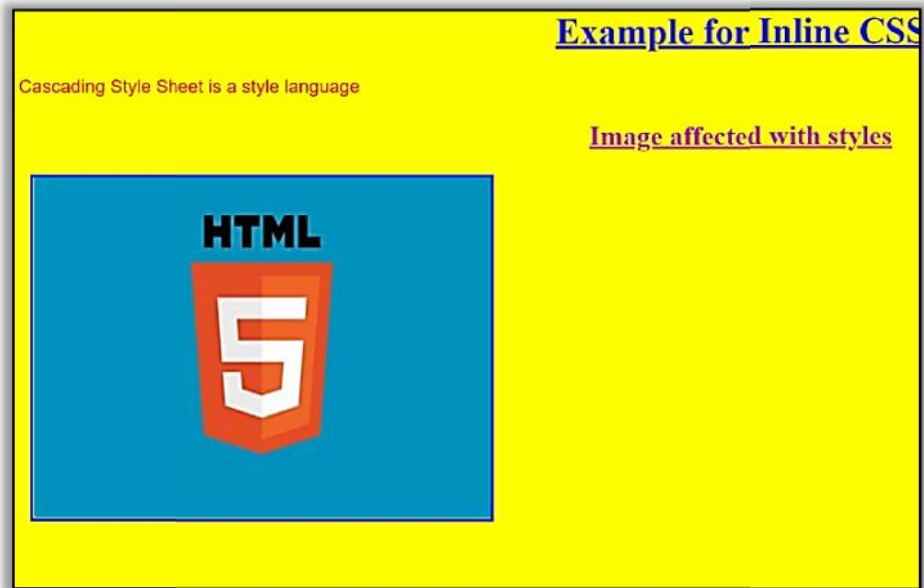 Example for Inline CSS
Cascading Style Sheet is a style language
Image affected with styles
HTML
5